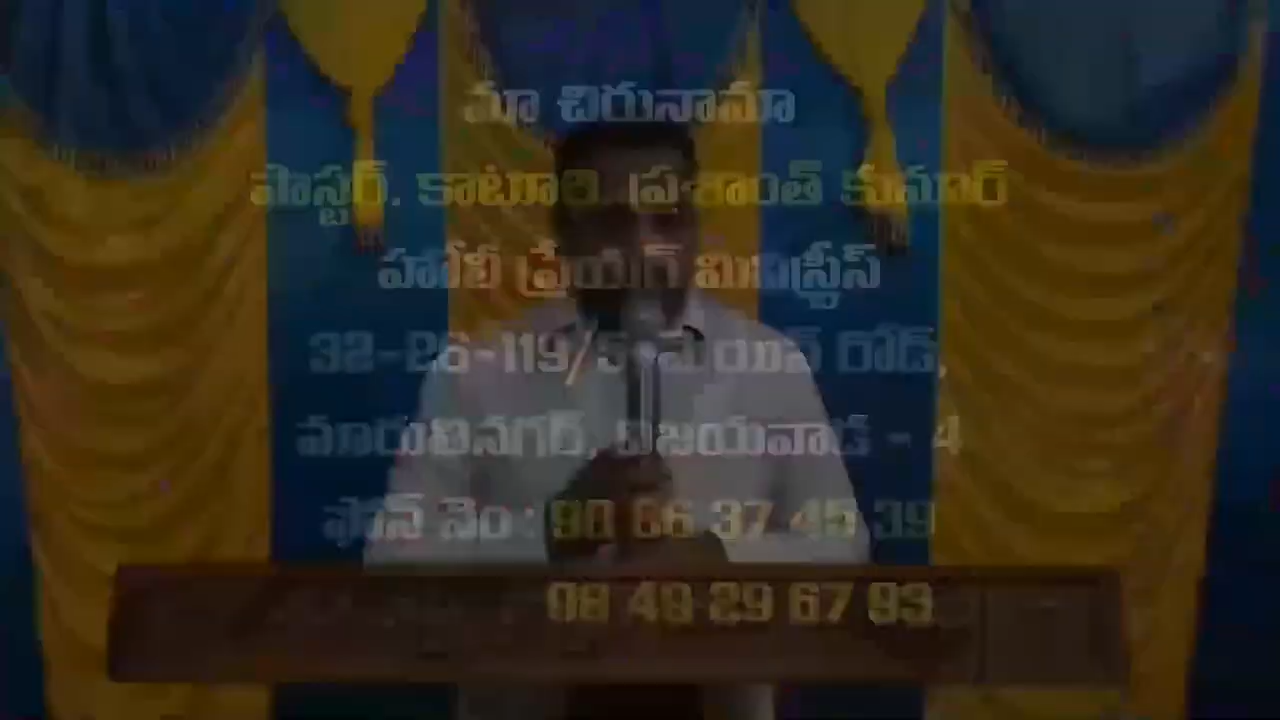 మా చిరునామా
పాస్టర్. కాటూరి. ప్రశాంత్ కుమార్
హోలీ ప్రేయర్ మినిస్ట్రీస్
32-26-119/5, మెయిన్ రోడ్,
మారుతినగర్, విజయవాడ - 4
ఫోన్ నెం : 98 66 37 45 39
98 49 29 67 93